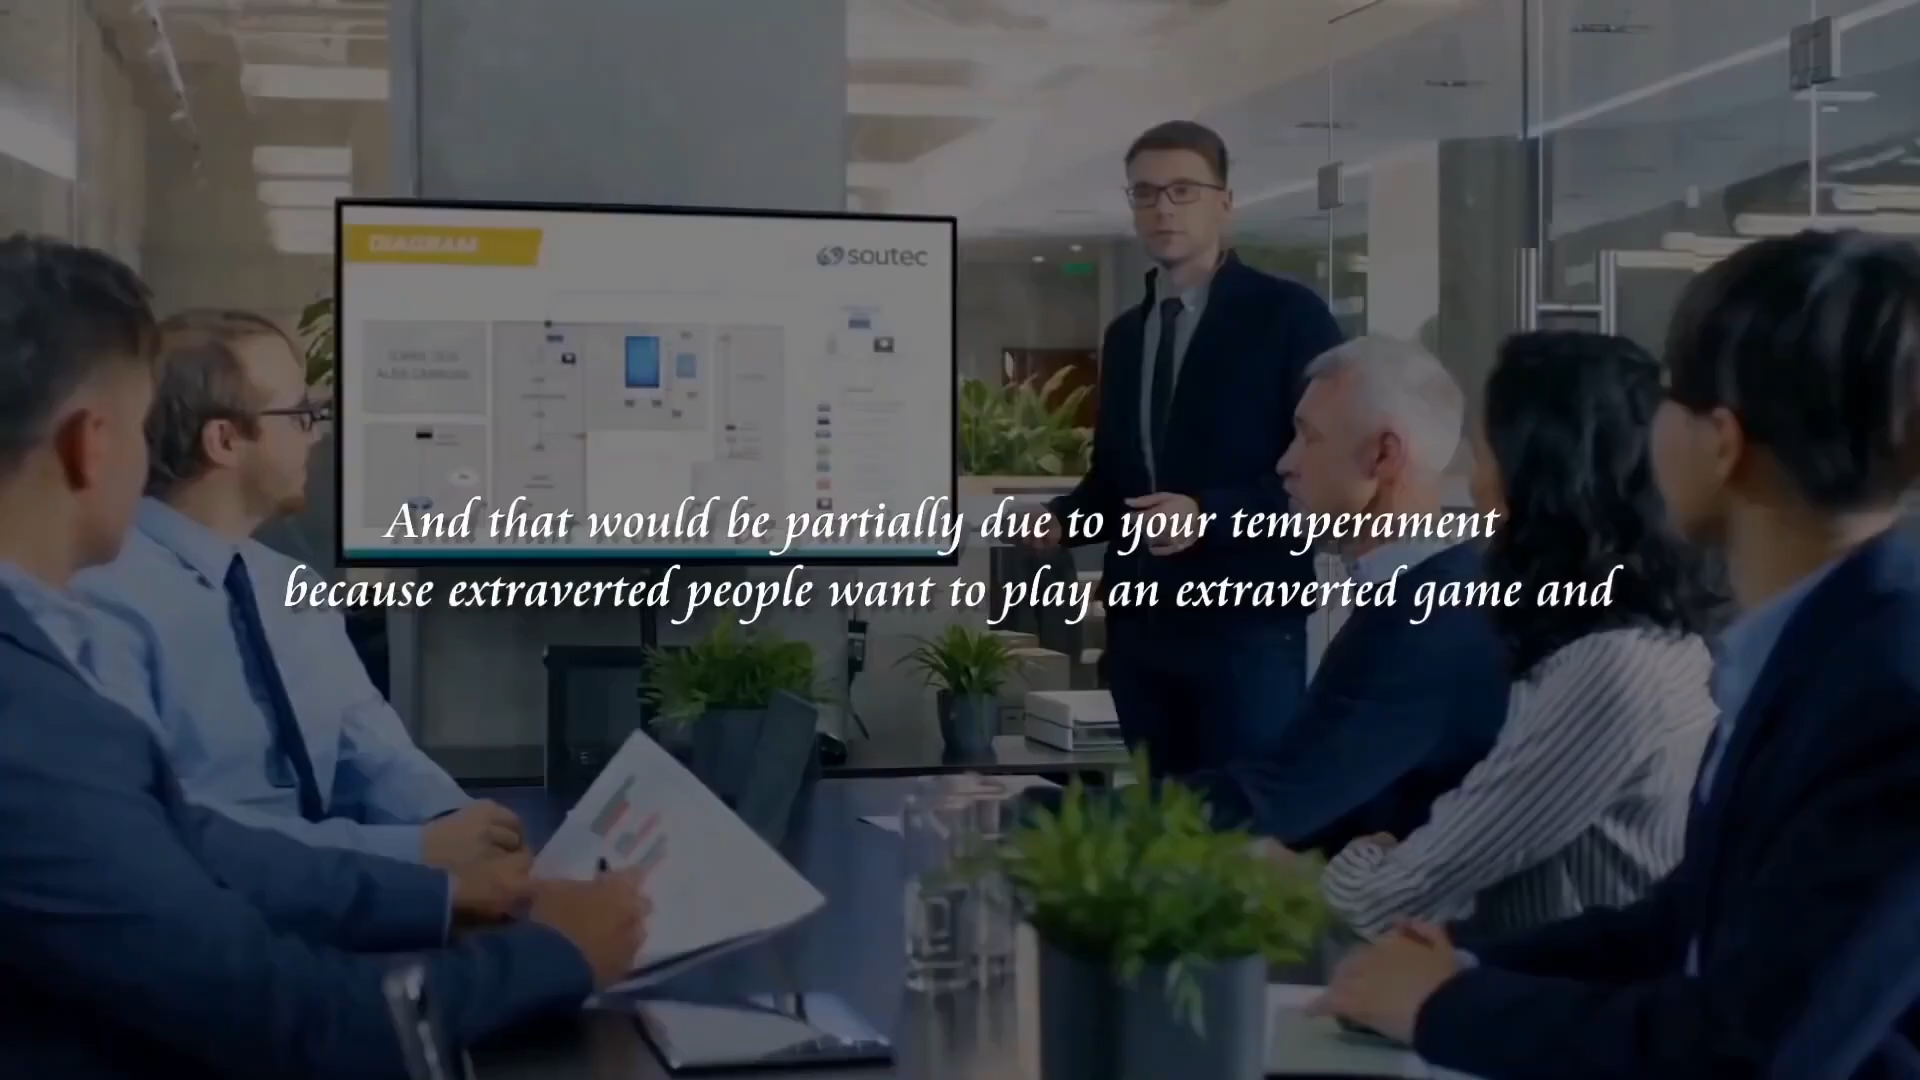 DIAGRAM
soutec
And that would be partially due to your temperament
because extraverted people want to play an extraverted game and